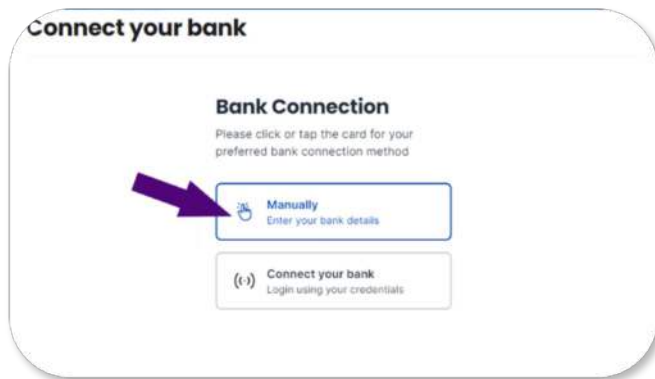 Connect your bank
Bank Connection
Please click or tap the card for your
preferred bank connection method
Manually
Enter your bank details
Connect your bank
Login using your credentials